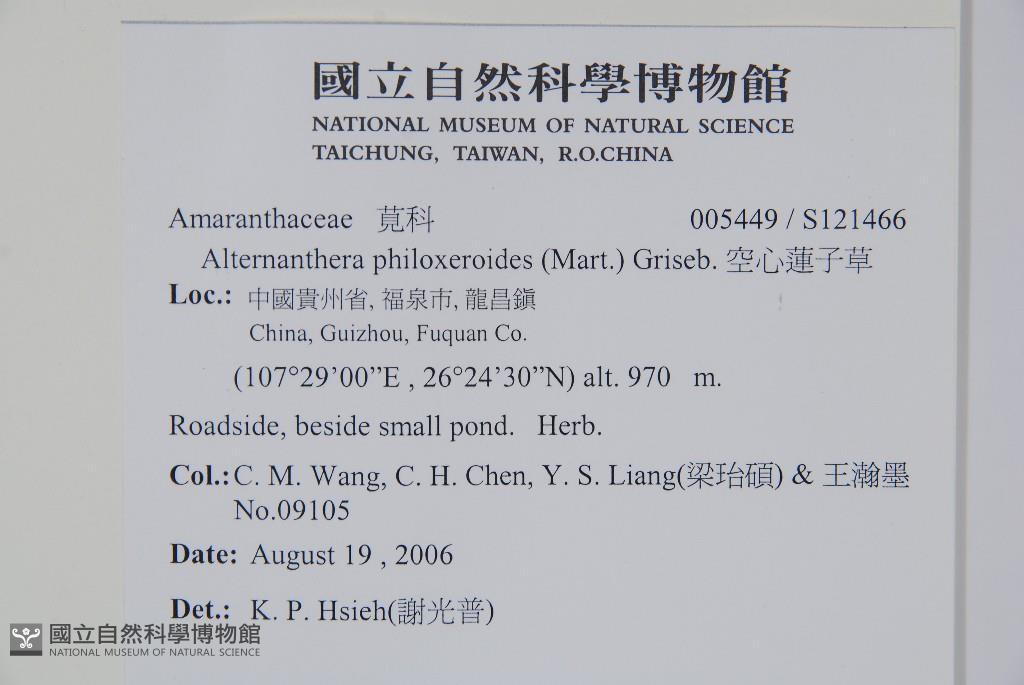 國立自然科學博物館
NATIONAL MUSEUM OF NATURAL SCIENCE
TAICHUNG, TAIWAN, R.O.CHINA
Amaranthaceae 莧科 005449 / S121466
Alternanthera philoxeroides (Mart.) Griseb. 空心蓮子草
Loc.: 中國貴州省, 福泉市, 龍昌鎮
China, Guizhou, Fuquan Co.
(107°29’00”E , 26°24’30”N) alt. 970 m.
Roadside, beside small pond. Herb.
Col.: C. M. Wang, C. H. Chen, Y. S. Liang(梁珆碩) & 王瀚墨
No.09105
Date: August 19 , 2006
Det.: K. P. Hsieh(謝光普)
國立自然科學博物館
NATIONAL MUSEUM OF NATURAL SCIENCE